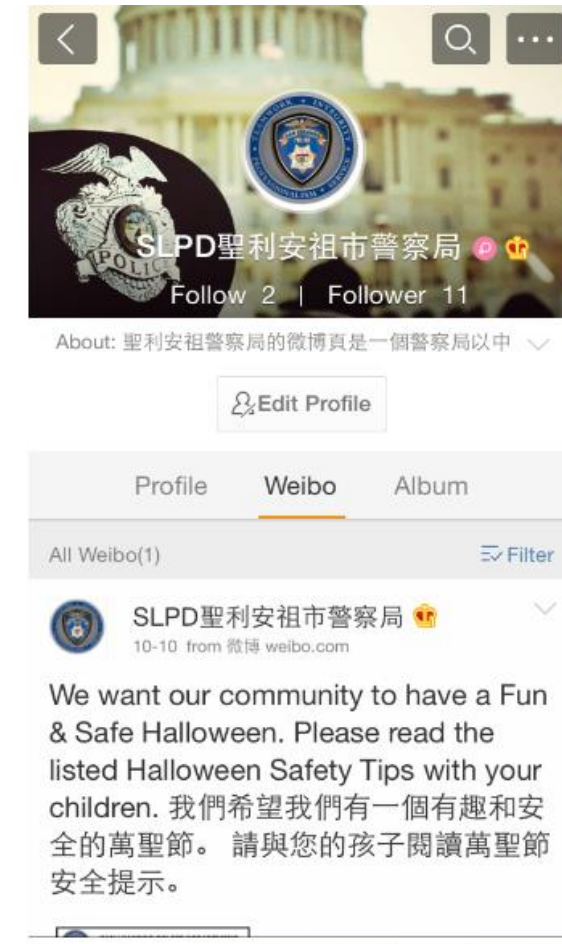 TEAMWORK • INTEGRITY
PROFESSIONALISM
POLICE
SLPD聖利安祖市警察局
Follow 2 | Follower 11
About: 聖利安祖警察局的微博頁是一個警察局以中
Edit Profile
Profile Weibo Album
All Weibo(1) Filter
SLPD聖利安祖市警察局
10-10 from 微博 weibo.com
We want our community to have a Fun
& Safe Halloween. Please read the
listed Halloween Safety Tips with your
children. 我們希望我們有一個有趣和安
全的萬聖節。 請與您的孩子閱讀萬聖節
安全提示。